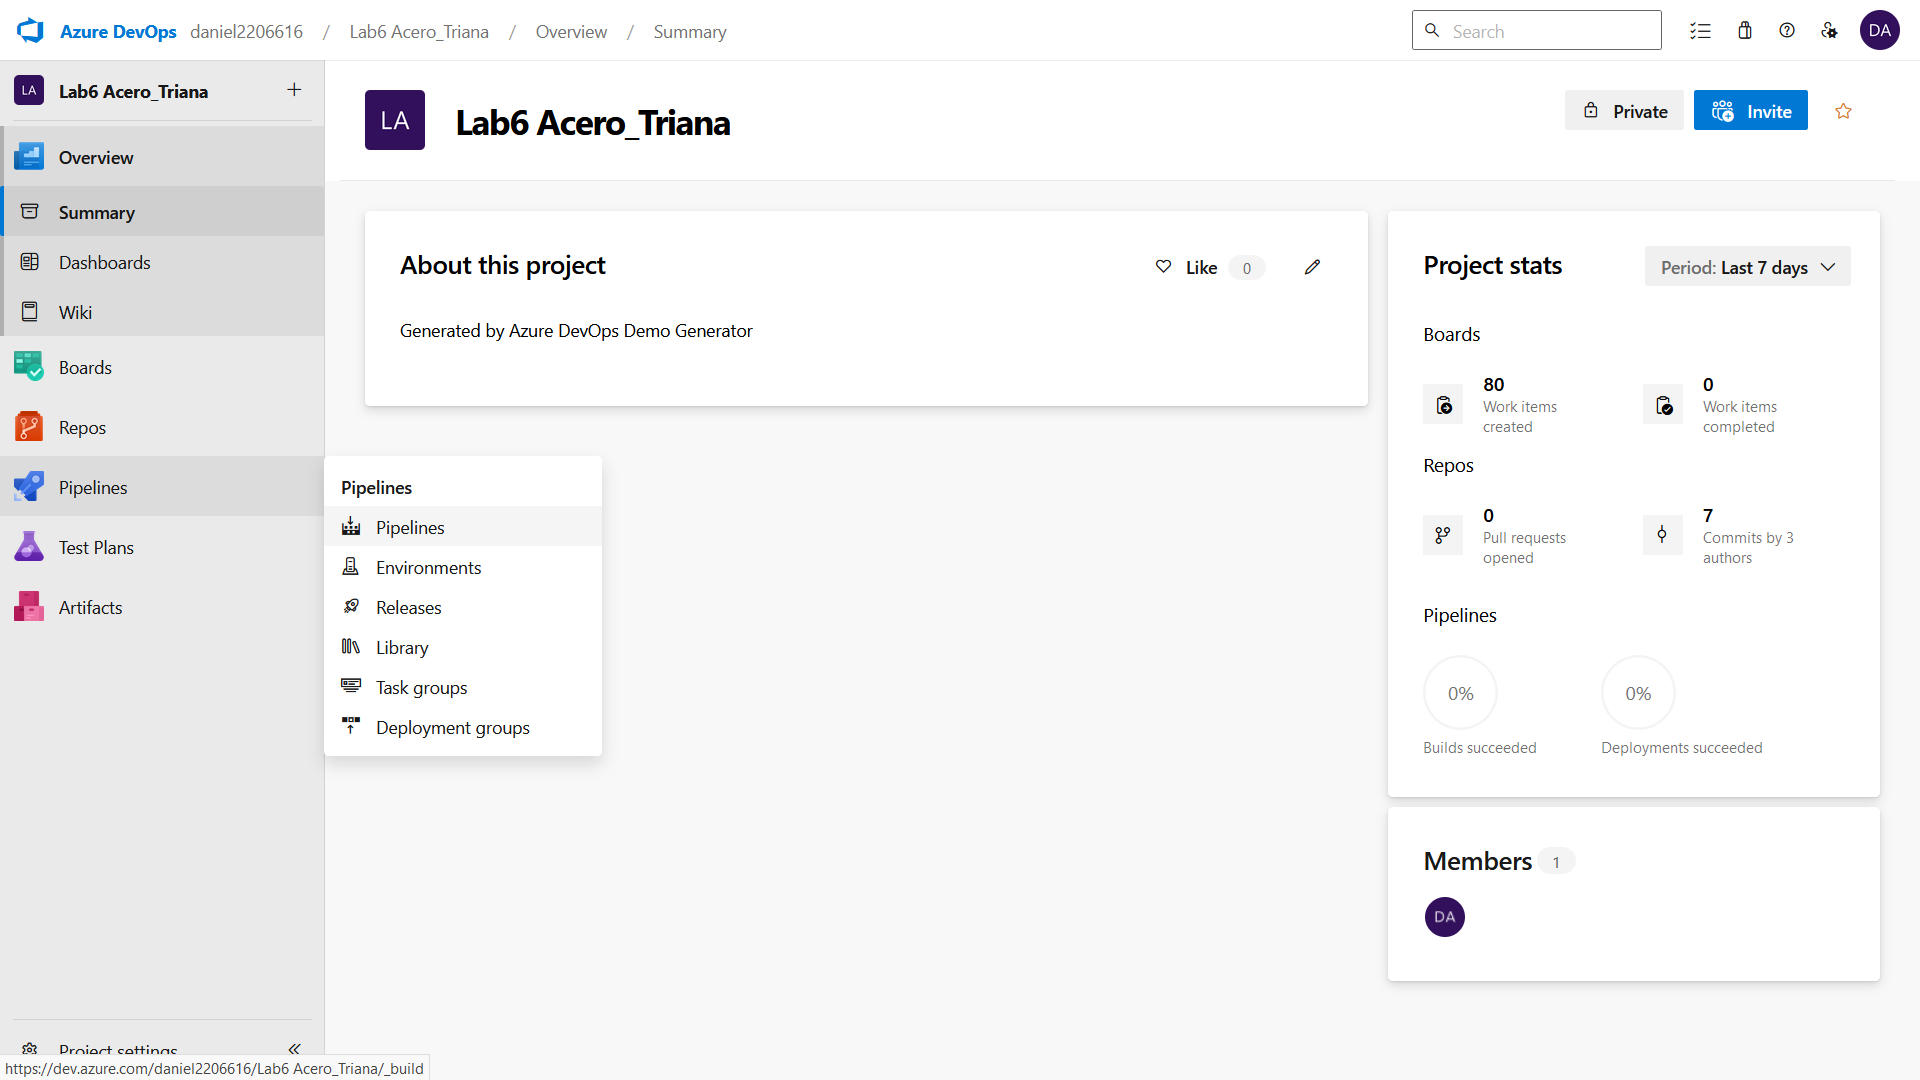 Azure DevOps daniel2206616 / Lab6 Acero_Triana / Overview / Summary
Search
DA
LA Lab6 Acero_Triana +
Overview
Summary
Dashboards
Wiki
Boards
Repos
Pipelines
Test Plans
Artifacts
Project settings
https://dev.azure.com/daniel2206616/Lab6 Acero_Triana/_build
LA Lab6 Acero_Triana
Private
Invite
About this project
Like 0
Generated by Azure DevOps Demo Generator
Pipelines
Pipelines
Environments
Releases
Library
Task groups
Deployment groups
Project stats
Period: Last 7 days
Boards
80
Work items
created
0
Work items
completed
Repos
0
Pull requests
opened
7
Commits by 3
authors
Pipelines
0%
Builds succeeded
0%
Deployments succeeded
Members 1
DA